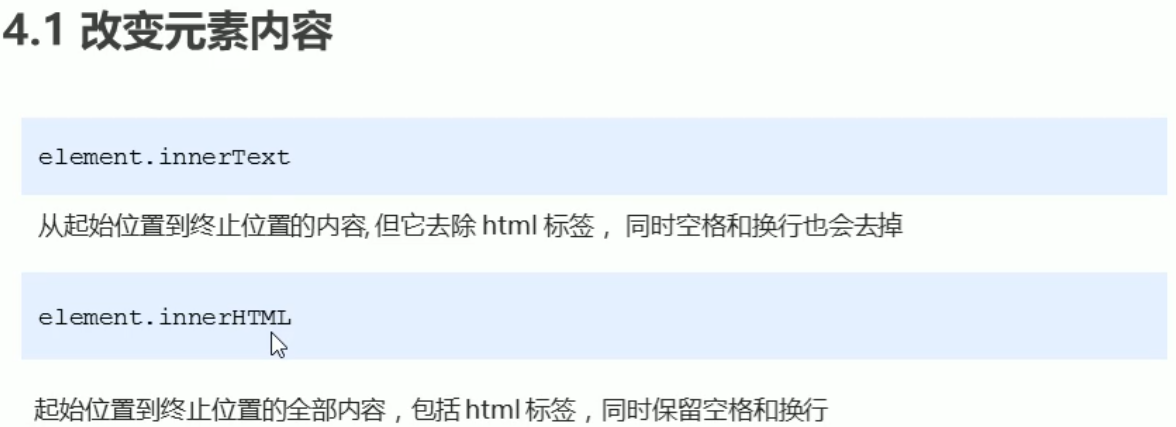 4.1 改变元素内容
element.innerText
从起始位置到终止位置的内容, 但它去除 html 标签， 同时空格和换行也会去掉
element.innerHTML
起始位置到终止位置的全部内容，包括 html 标签，同时保留空格和换行